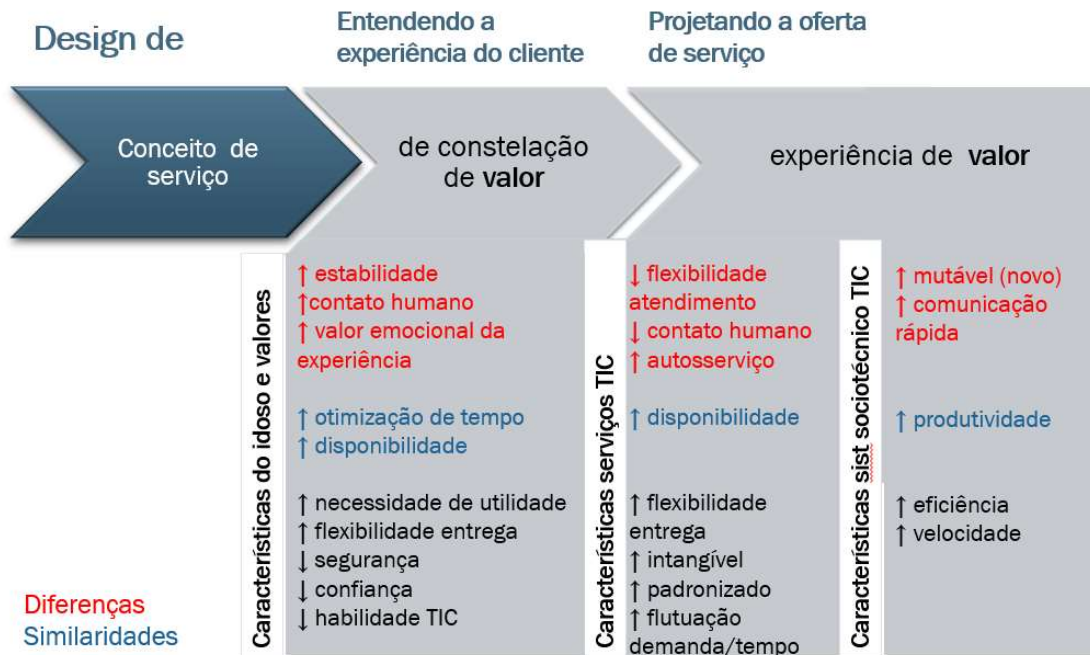 Design de
Entendendo a
experiência do cliente
Projetando a oferta
de serviço
Conceito de
serviço
de constelação
de valor
experiência de valor
Características do idoso e valores
↑ estabilidade
↑contato humano
↑ valor emocional da
experiência
↑ otimização de tempo
↑ disponibilidade
↑ necessidade de utilidade
↑ flexibilidade entrega
↓ segurança
↓ confiança
↓ habilidade TIC
Características serviços TIC
↓ flexibilidade
atendimento
↓ contato humano
↑ autosserviço
↑ disponibilidade
↑ flexibilidade
entrega
↑ intangível
↑ padronizado
↑ flutuação
demanda/tempo
Características sist sociotécnico TIC
↑ mutável (novo)
↑ comunicação
rápida
↑ produtividade
↑ eficiência
↑ velocidade
Diferenças
Similaridades